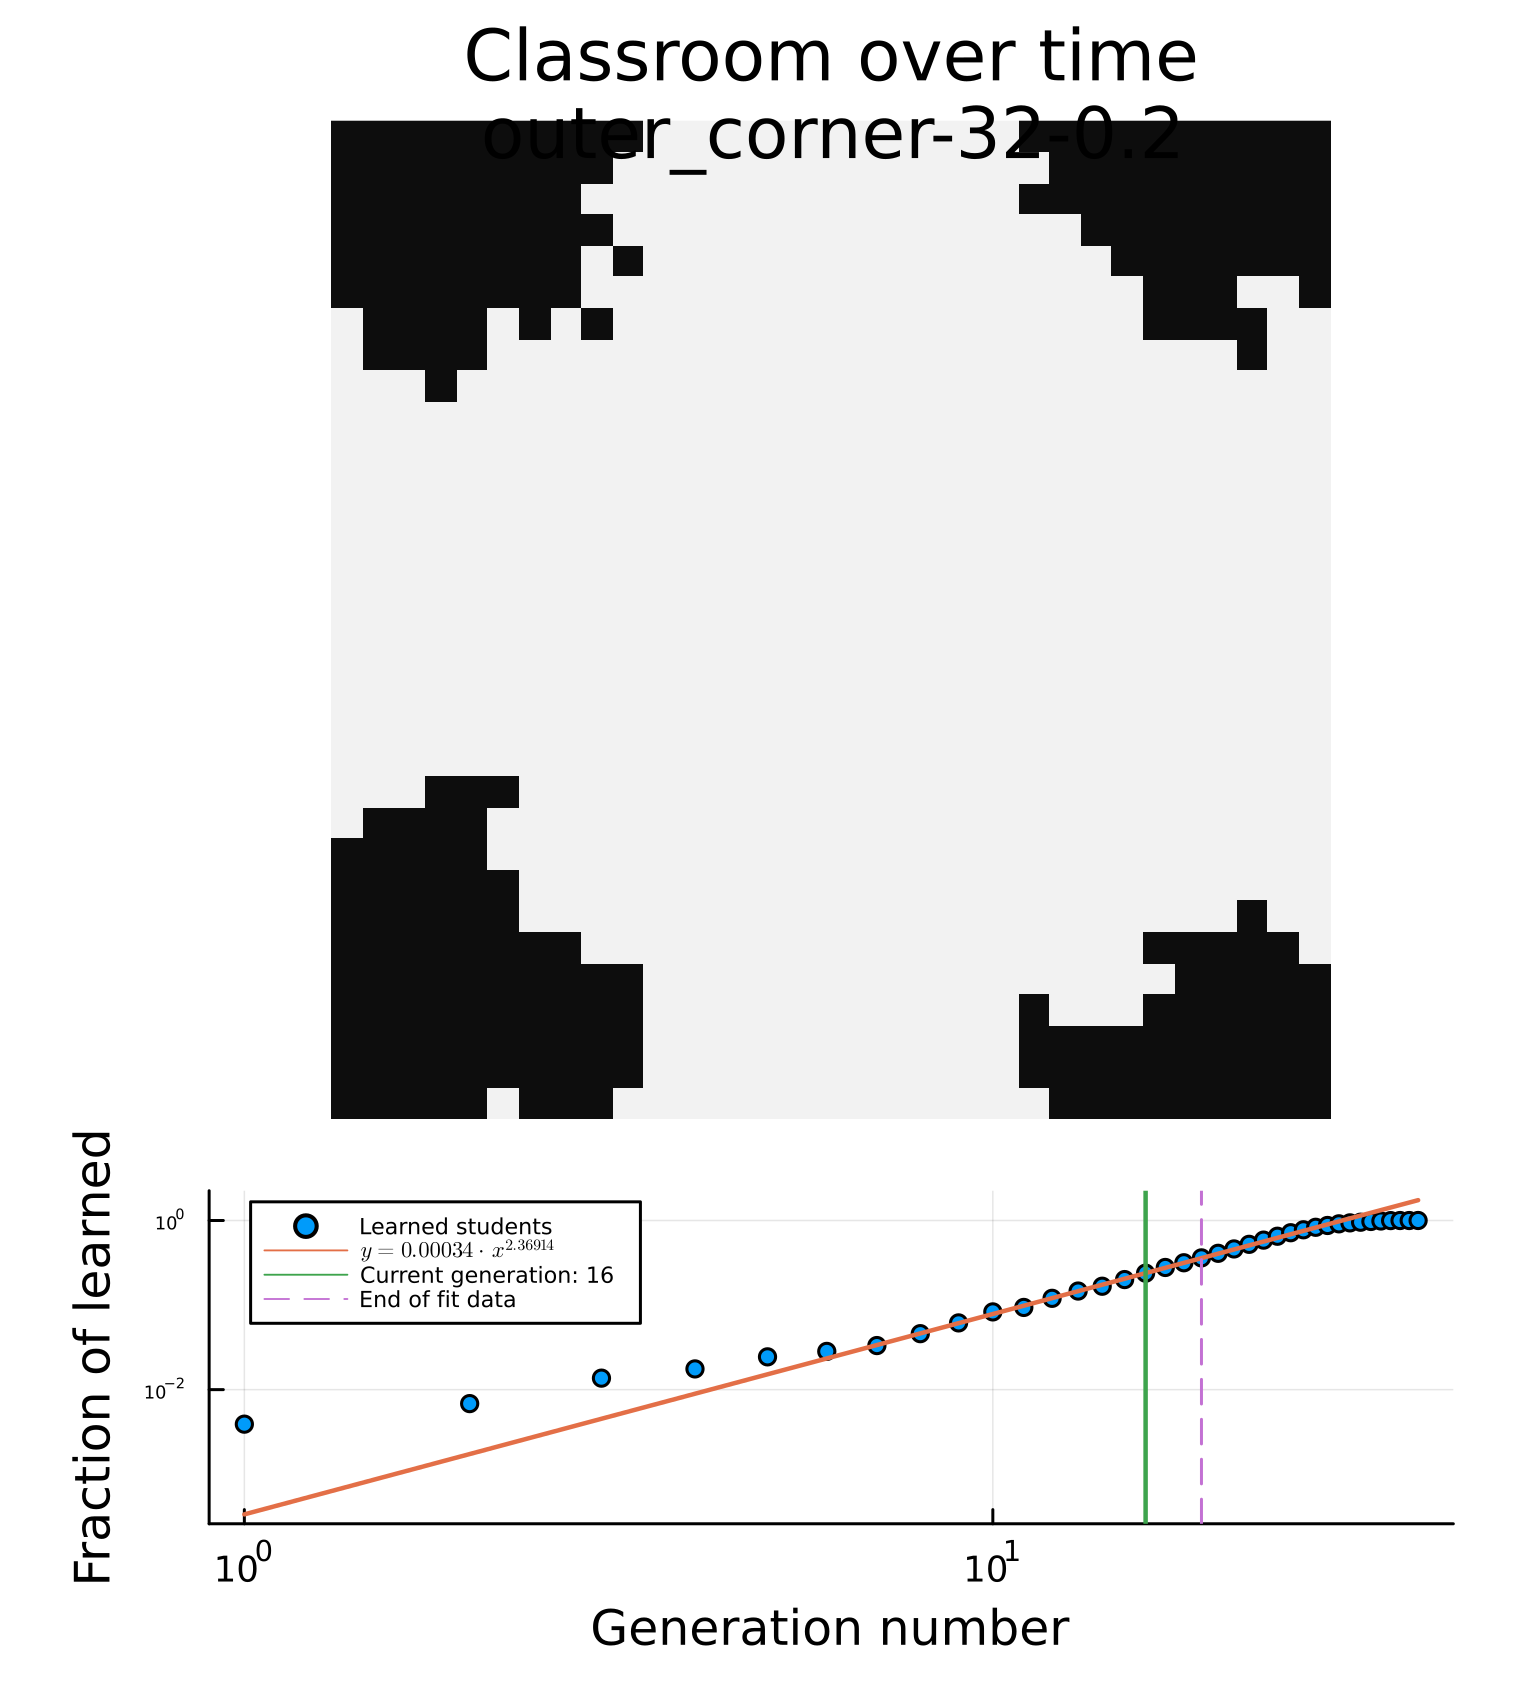 Classroom over time
outer_corner-32-0.2
Fraction of learned
10^0
10^-2
Learned students
y = 0.00034 · x^2.36914
Current generation: 16
End of fit data
10^0
10^1
Generation number